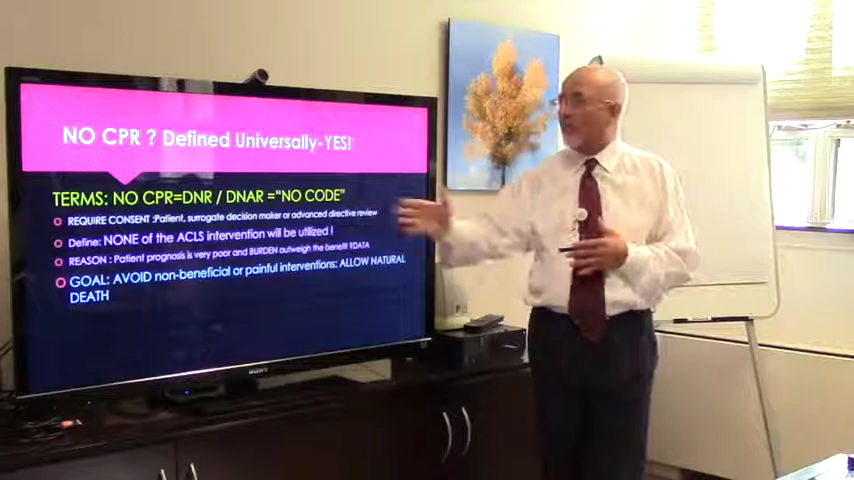 NO CPR ? Defined Universally-YES!
TERMS: NO CPR=DNR / DNAR ="NO CODE"
REQUIRE CONSENT :Patient, surrogate decision maker or advanced directive review
Define: NONE of the ACLS intervention will be utilized !
REASON : Patient prognosis is very poor and BURDEN outweigh the benefit !DATA
GOAL: AVOID non-beneficial or painful interventions: ALLOW NATURAL
DEATH
SONY